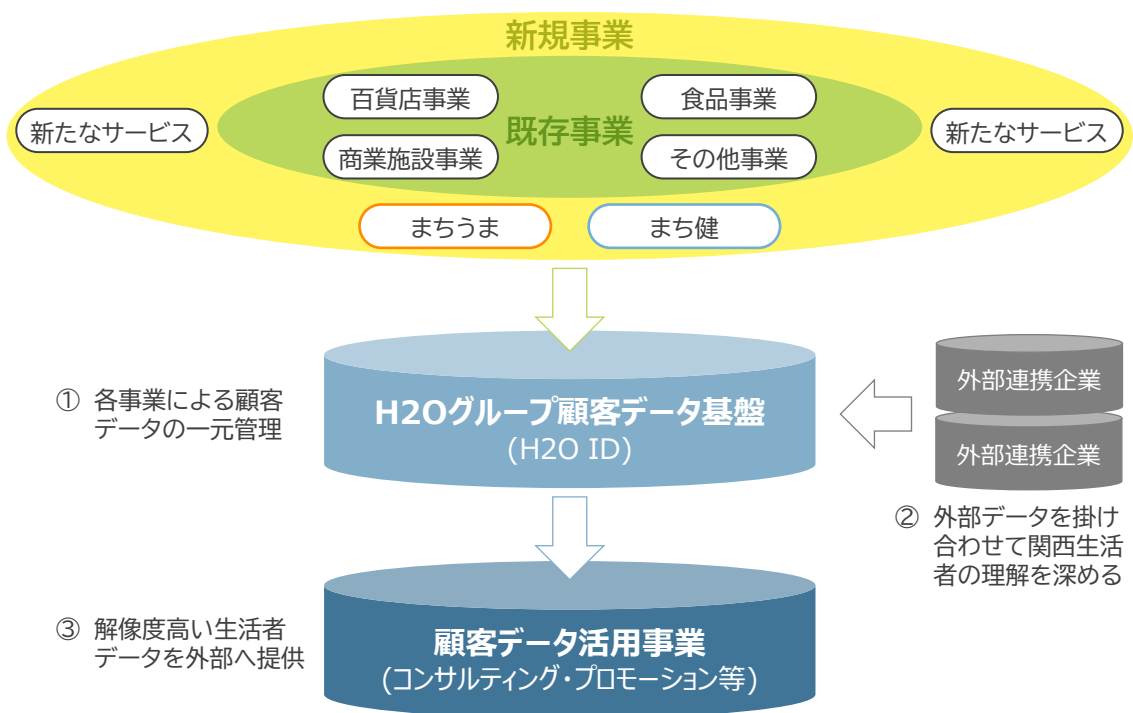 新規事業
百貨店事業
食品事業
新たなサービス
既存事業
新たなサービス
商業施設事業
その他事業
まちうま
まち健
① 各事業による顧客
データの一元管理
H2Oグループ顧客データ基盤
(H2O ID)
外部連携企業
外部連携企業
② 外部データを掛け
合わせて関西生活
者の理解を深める
③ 解像度高い生活者
データを外部へ提供
顧客データ活用事業
(コンサルティング・プロモーション等)